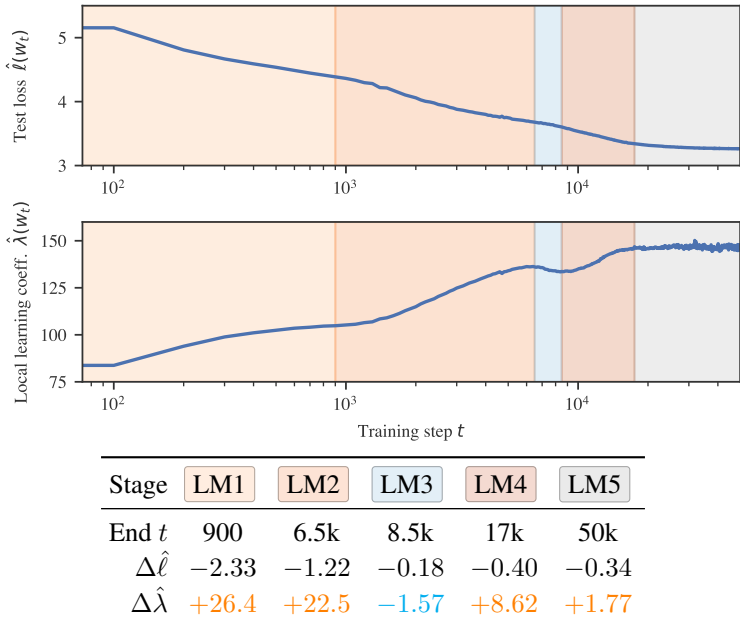 Test loss ℓ̂(wₜ)
5
4
3
10² 10³ 10⁴
Local learning coeff. λ̂(wₜ)
150
125
100
75
10² 10³ 10⁴
Training step t
Stage LM1 LM2 LM3 LM4 LM5
End t 900 6.5k 8.5k 17k 50k
Δℓ̂ −2.33 −1.22 −0.18 −0.40 −0.34
Δλ̂ +26.4 +22.5 −1.57 +8.62 +1.77